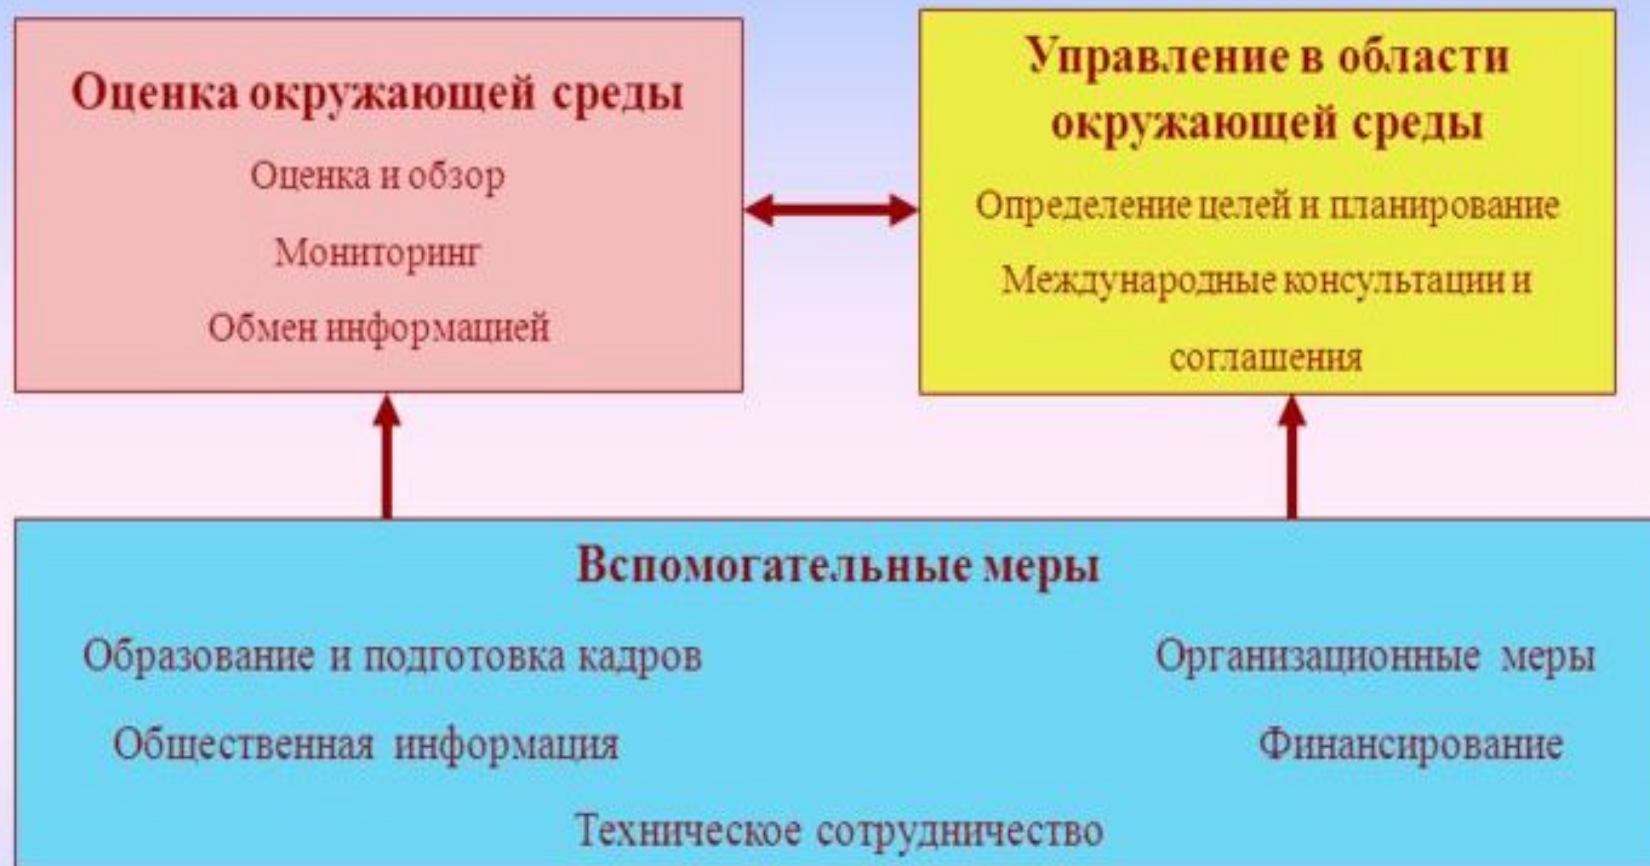 Оценка окружающей среды
Оценка и обзор
Мониторинг
Обмен информацией
Управление в области
окружающей среды
Определение целей и планирование
Международные консультации и
соглашения
Вспомогательные меры
Образование и подготовка кадров
Организационные меры
Общественная информация
Финансирование
Техническое сотрудничество